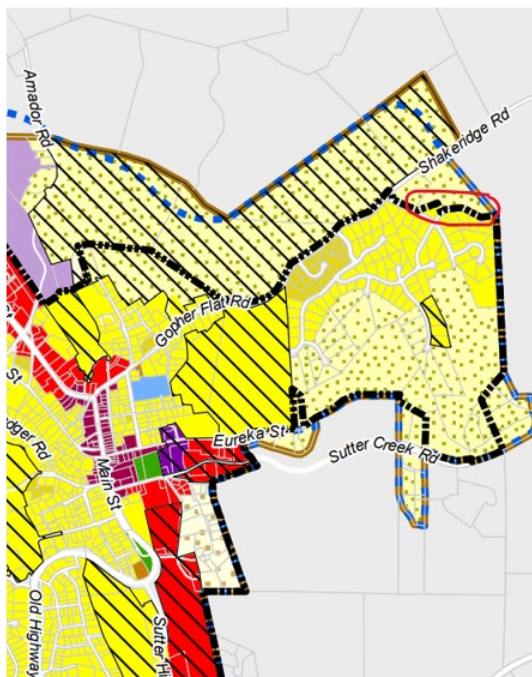 Amador Rd
Shakeridge Rd
Gopher Flat Rd
Eureka St
Sutter Creek Rd
St
Main St
Old Highway